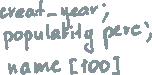 creat_year;
popularity perc;
name [100]